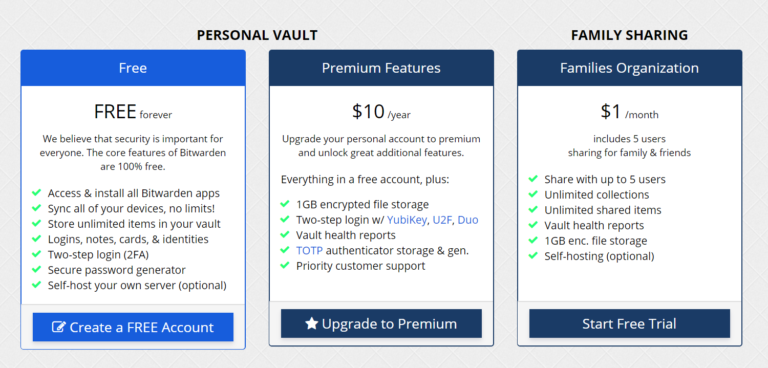 PERSONAL VAULT
Free
FREE forever
We believe that security is important for
everyone. The core features of Bitwarden
are 100% free.
Access & install all Bitwarden apps
Sync all of your devices, no limits!
Store unlimited items in your vault
Logins, notes, cards, & identities
Two-step login (2FA)
Secure password generator
Self-host your own server (optional)
Create a FREE Account
Premium Features
$10 /year
Upgrade your personal account to premium
and unlock great additional features.
Everything in a free account, plus:
1GB encrypted file storage
Two-step login w/ YubiKey, U2F, Duo
Vault health reports
TOTP authenticator storage & gen.
Priority customer support
Upgrade to Premium
FAMILY SHARING
Families Organization
$1 /month
includes 5 users
sharing for family & friends
Share with up to 5 users
Unlimited collections
Unlimited shared items
Vault health reports
1GB enc. file storage
Self-hosting (optional)
Start Free Trial